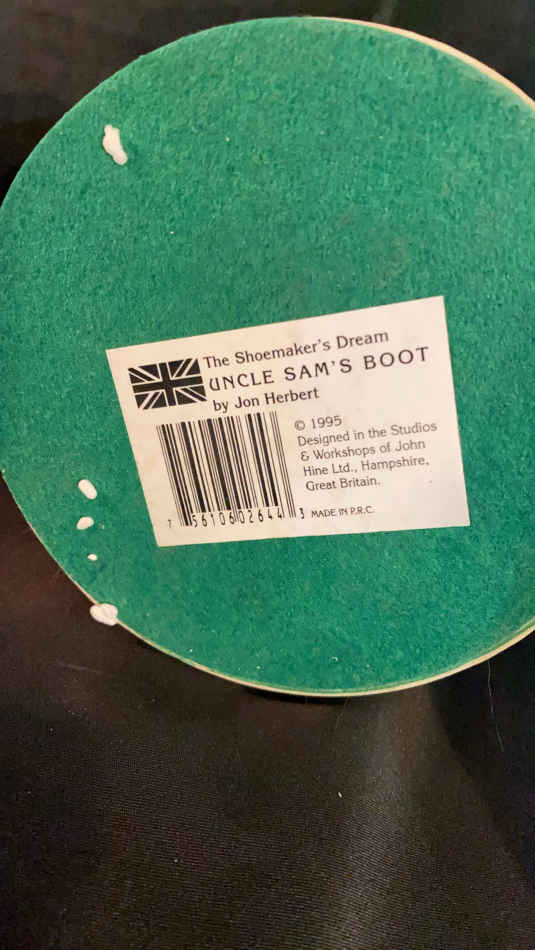 The Shoemaker's Dream
UNCLE SAM'S BOOT
by Jon Herbert
© 1995
Designed in the Studios
& Workshops of John
Hine Ltd., Hampshire,
Great Britain.
7 56106 02644 3
MADE IN P.R.C.